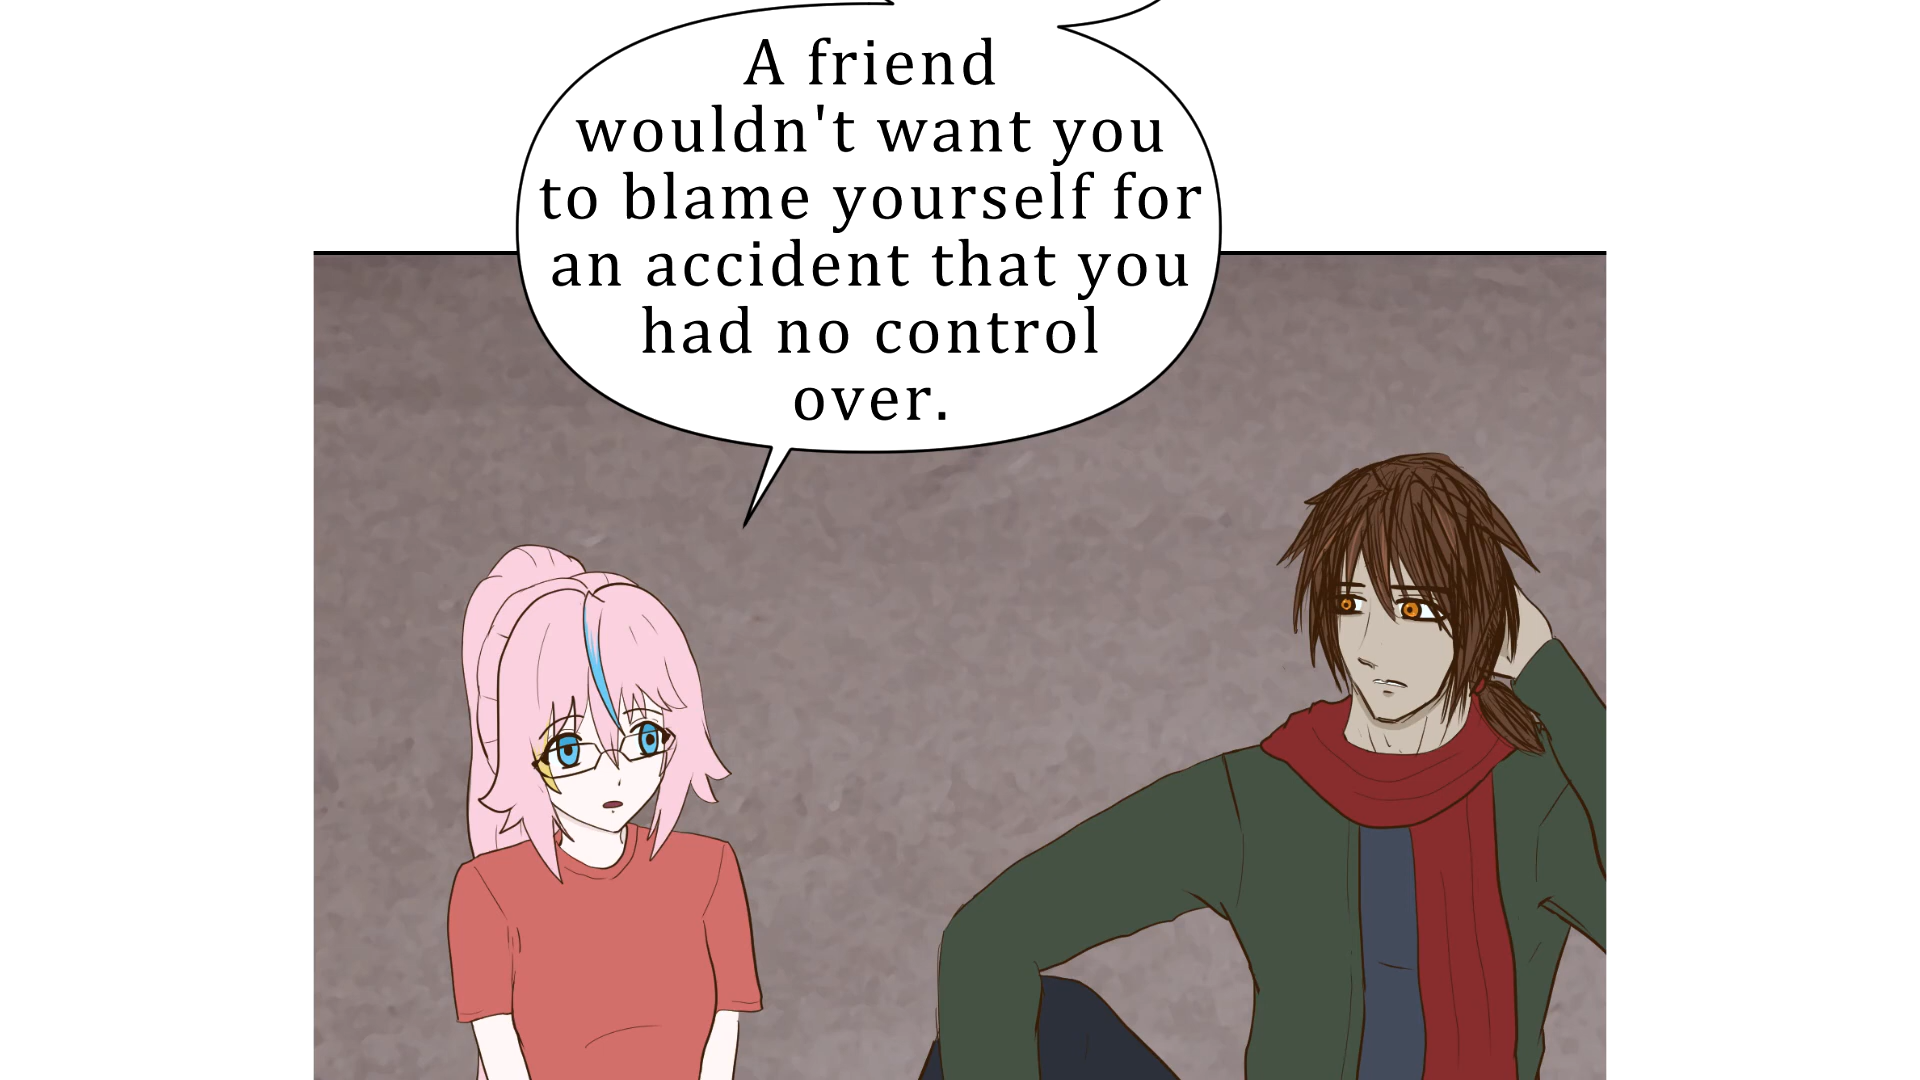 A friend
wouldn't want you
to blame yourself for
an accident that you
had no control
over.